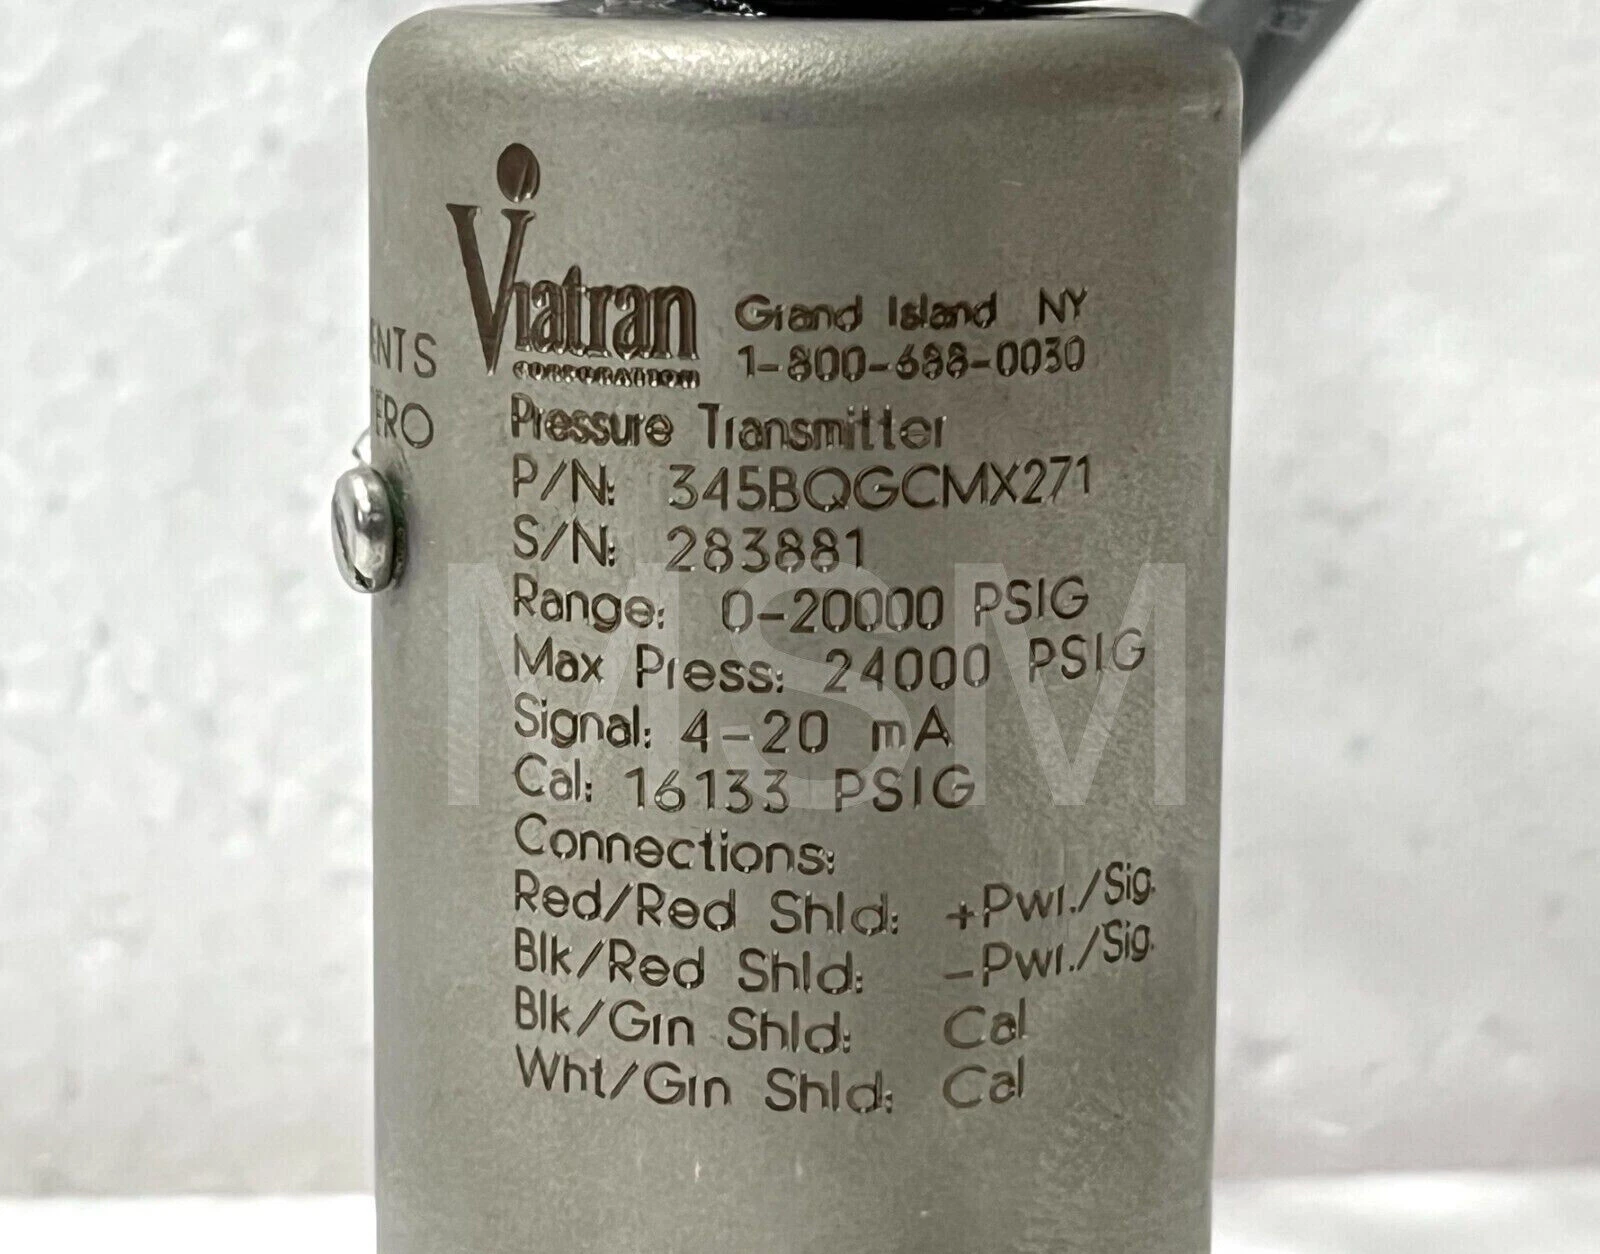 Viatran
CORPORATION
Grand Island NY
1-800-688-0030
ENTS
ERO
Pressure Transmitter
P/N: 345BQGCMX271
S/N: 283881
Range: 0-20000 PSIG
Max Press: 24000 PSIG
Signal: 4-20 mA
Cal: 16133 PSIG
Connections:
Red/Red Shld: +Pwr./Sig.
Blk/Red Shld: -Pwr./Sig.
Blk/Grn Shld: Cal
Wht/Grn Shld: Cal
MSM